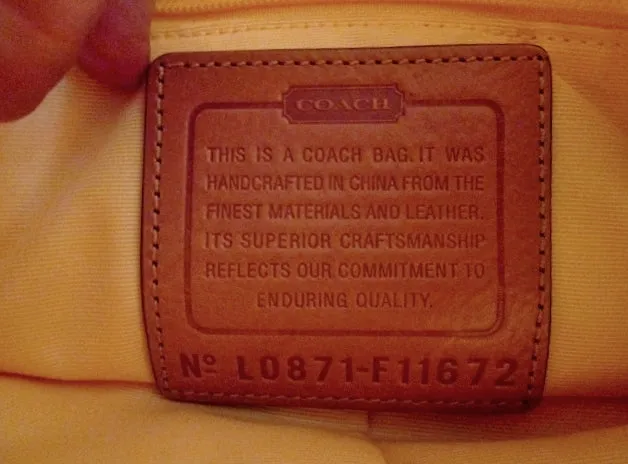 COACH
THIS IS A COACH BAG. IT WAS
HANDCRAFTED IN CHINA FROM THE
FINEST MATERIALS AND LEATHER.
ITS SUPERIOR CRAFTSMANSHIP
REFLECTS OUR COMMITMENT TO
ENDURING QUALITY.
Nº L0871-F11672